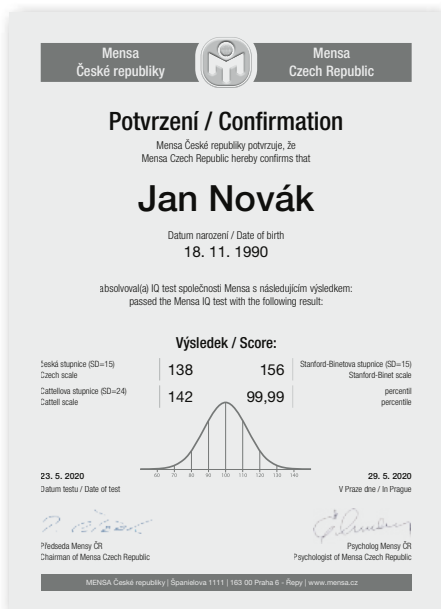 Mensa
České republiky
Mensa
Czech Republic
Potvrzení / Confirmation
Mensa České republiky potvrzuje, že
Mensa Czech Republic hereby confirms that
Jan Novák
Datum narození / Date of birth
18. 11. 1990
absolvoval(a) IQ test společnosti Mensa s následujícím výsledkem:
passed the Mensa IQ test with the following result:
Výsledek / Score:
česká stupnice (SD=15)
Czech scale
138
156
Stanford-Binetova stupnice (SD=15)
Stanford-Binet scale
Cattellova stupnice (SD=24)
Cattell scale
142
99,99
percentil
percentile
60 70 80 90 100 110 120 130 140
23. 5. 2020
Datum testu / Date of test
29. 5. 2020
V Praze dne / In Prague
Předseda Mensy ČR
Chairman of Mensa Czech Republic
Psycholog Mensy ČR
Psychologist of Mensa Czech Republic
MENSA České republiky | Španielova 1111 | 163 00 Praha 6 - Řepy | www.mensa.cz